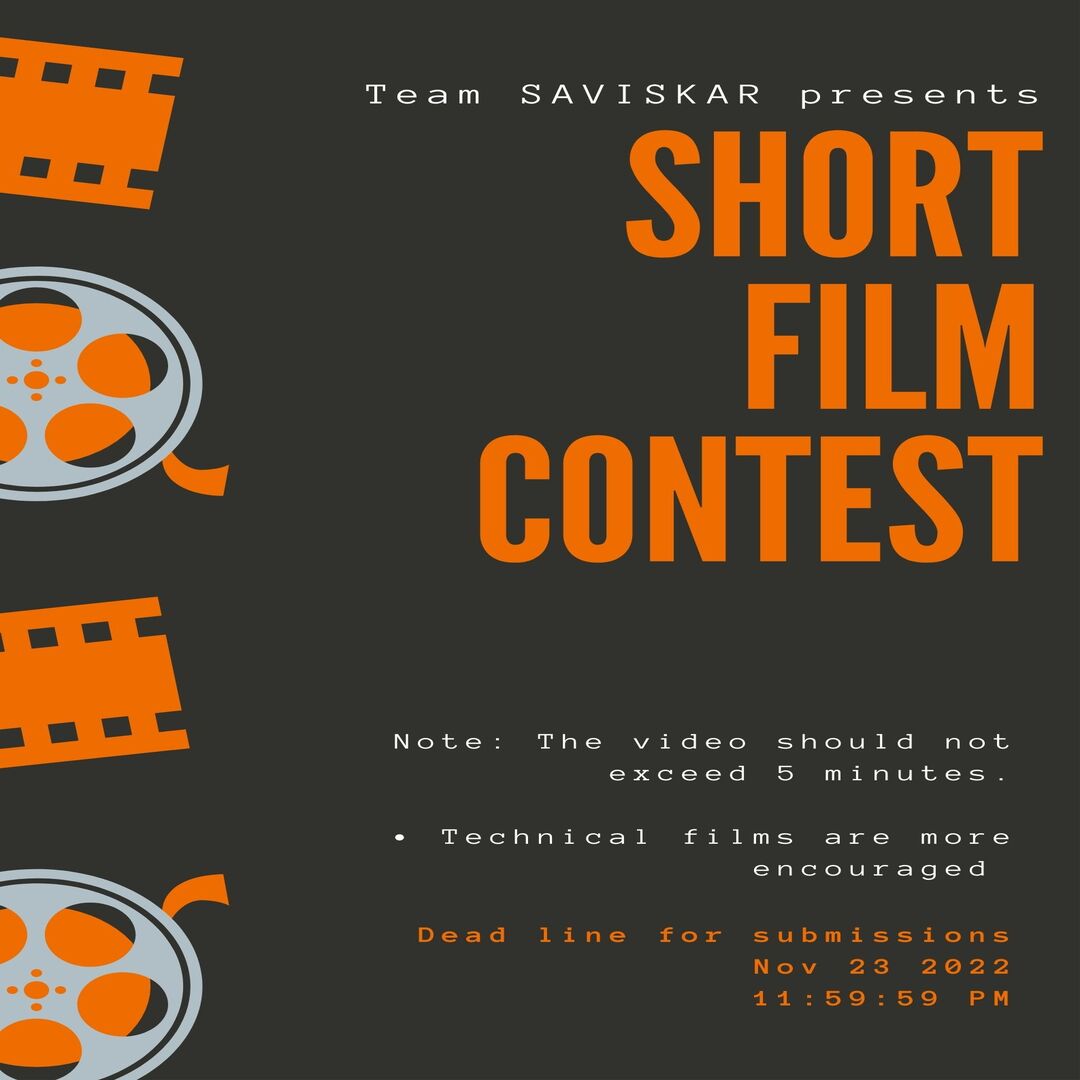 Team SAVISKAR presents
SHORT
FILM
CONTEST
Note: The video should not
exceed 5 minutes.
• Technical films are more
encouraged
Dead line for submissions
Nov 23 2022
11:59:59 PM